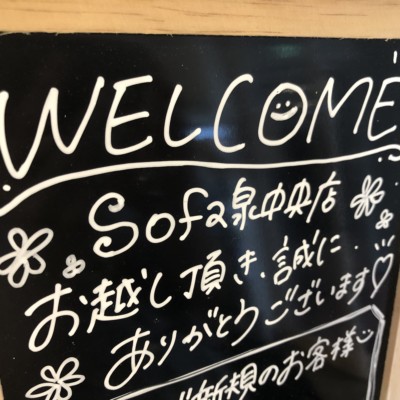 WELCOME
Sofa泉中央店
お越し頂き、誠に
ありがとうございます♡
ご新規のお客様